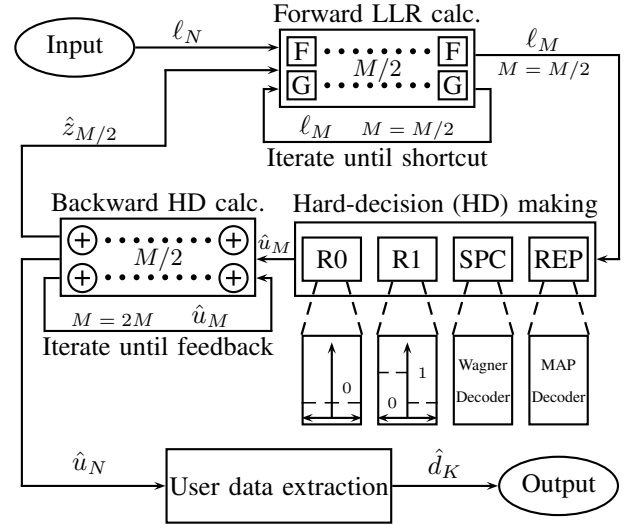 Forward LLR calc.
Input
ℓ_N
F F
M/2
G G
ℓ_M
M = M/2
ẑ_{M/2}
ℓ_M M = M/2
Iterate until shortcut
Backward HD calc.
Hard-decision (HD) making
+ +
M/2
+ +
û_M
R0 R1 SPC REP
M = 2M û_M
Iterate until feedback
0
0 1
Wagner
Decoder
MAP
Decoder
û_N
User data extraction
d̂_K
Output